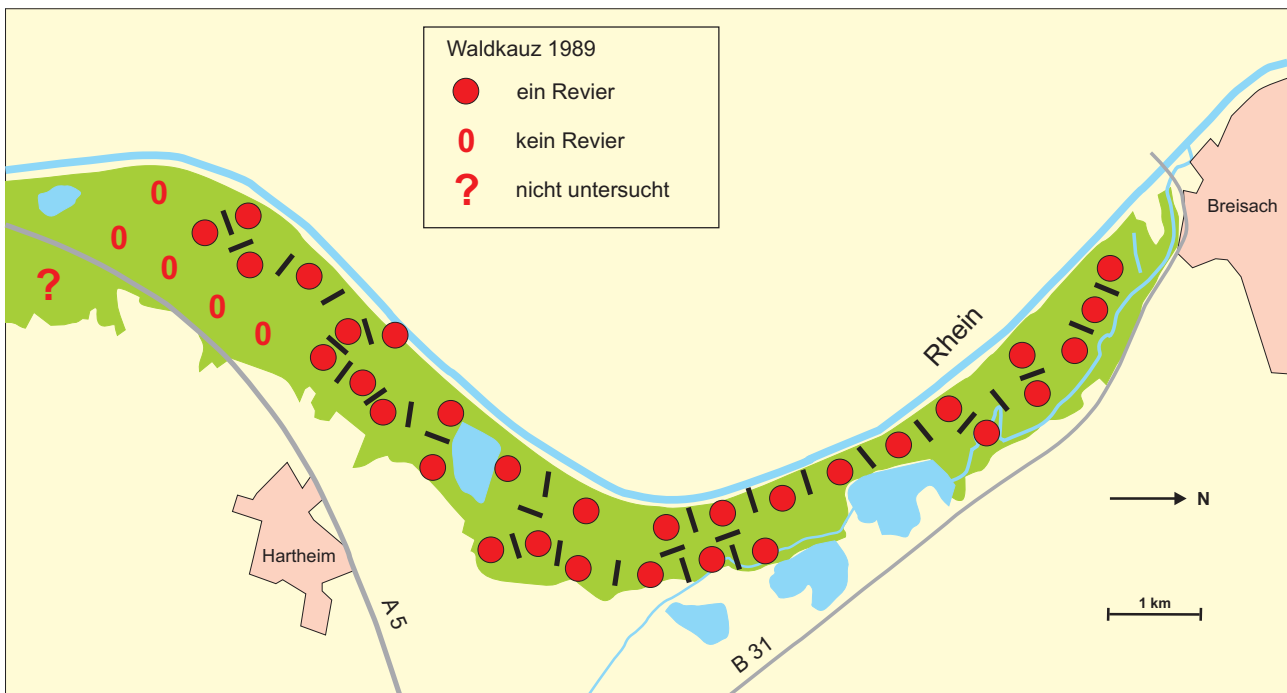 Waldkauz 1989
ein Revier
0 kein Revier
? nicht untersucht
0
0
0
?
0
0
Rhein
Breisach
N
Hartheim
A 5
B 31
1 km